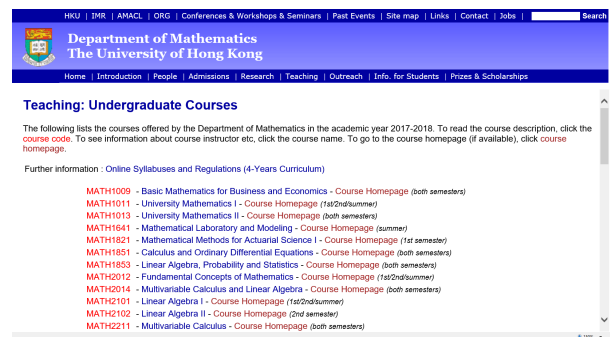 HKU | IMR | AMACL | ORG | Conferences & Workshops & Seminars | Past Events | Site map | Links | Contact | Jobs | Search
Department of Mathematics
The University of Hong Kong
Home | Introduction | People | Admissions | Research | Teaching | Outreach | Info. for Students | Prizes & Scholarships
Teaching: Undergraduate Courses
The following lists the courses offered by the Department of Mathematics in the academic year 2017-2018. To read the course description, click the
course code. To see information about course instructor etc, click the course name. To go to the course homepage (if available), click course
homepage.
Further information : Online Syllabuses and Regulations (4-Years Curriculum)
MATH1009 - Basic Mathematics for Business and Economics - Course Homepage (both semesters)
MATH1011 - University Mathematics I - Course Homepage (1st/2nd/summer)
MATH1013 - University Mathematics II - Course Homepage (both semesters)
MATH1641 - Mathematical Laboratory and Modeling - Course Homepage (summer)
MATH1821 - Mathematical Methods for Actuarial Science I - Course Homepage (1st semester)
MATH1851 - Calculus and Ordinary Differential Equations - Course Homepage (both semesters)
MATH1853 - Linear Algebra, Probability and Statistics - Course Homepage (both semesters)
MATH2012 - Fundamental Concepts of Mathematics - Course Homepage (1st/2nd/summer)
MATH2014 - Multivariable Calculus and Linear Algebra - Course Homepage (both semesters)
MATH2101 - Linear Algebra I - Course Homepage (1st/2nd/summer)
MATH2102 - Linear Algebra II - Course Homepage (2nd semester)
MATH2211 - Multivariable Calculus - Course Homepage (both semesters)